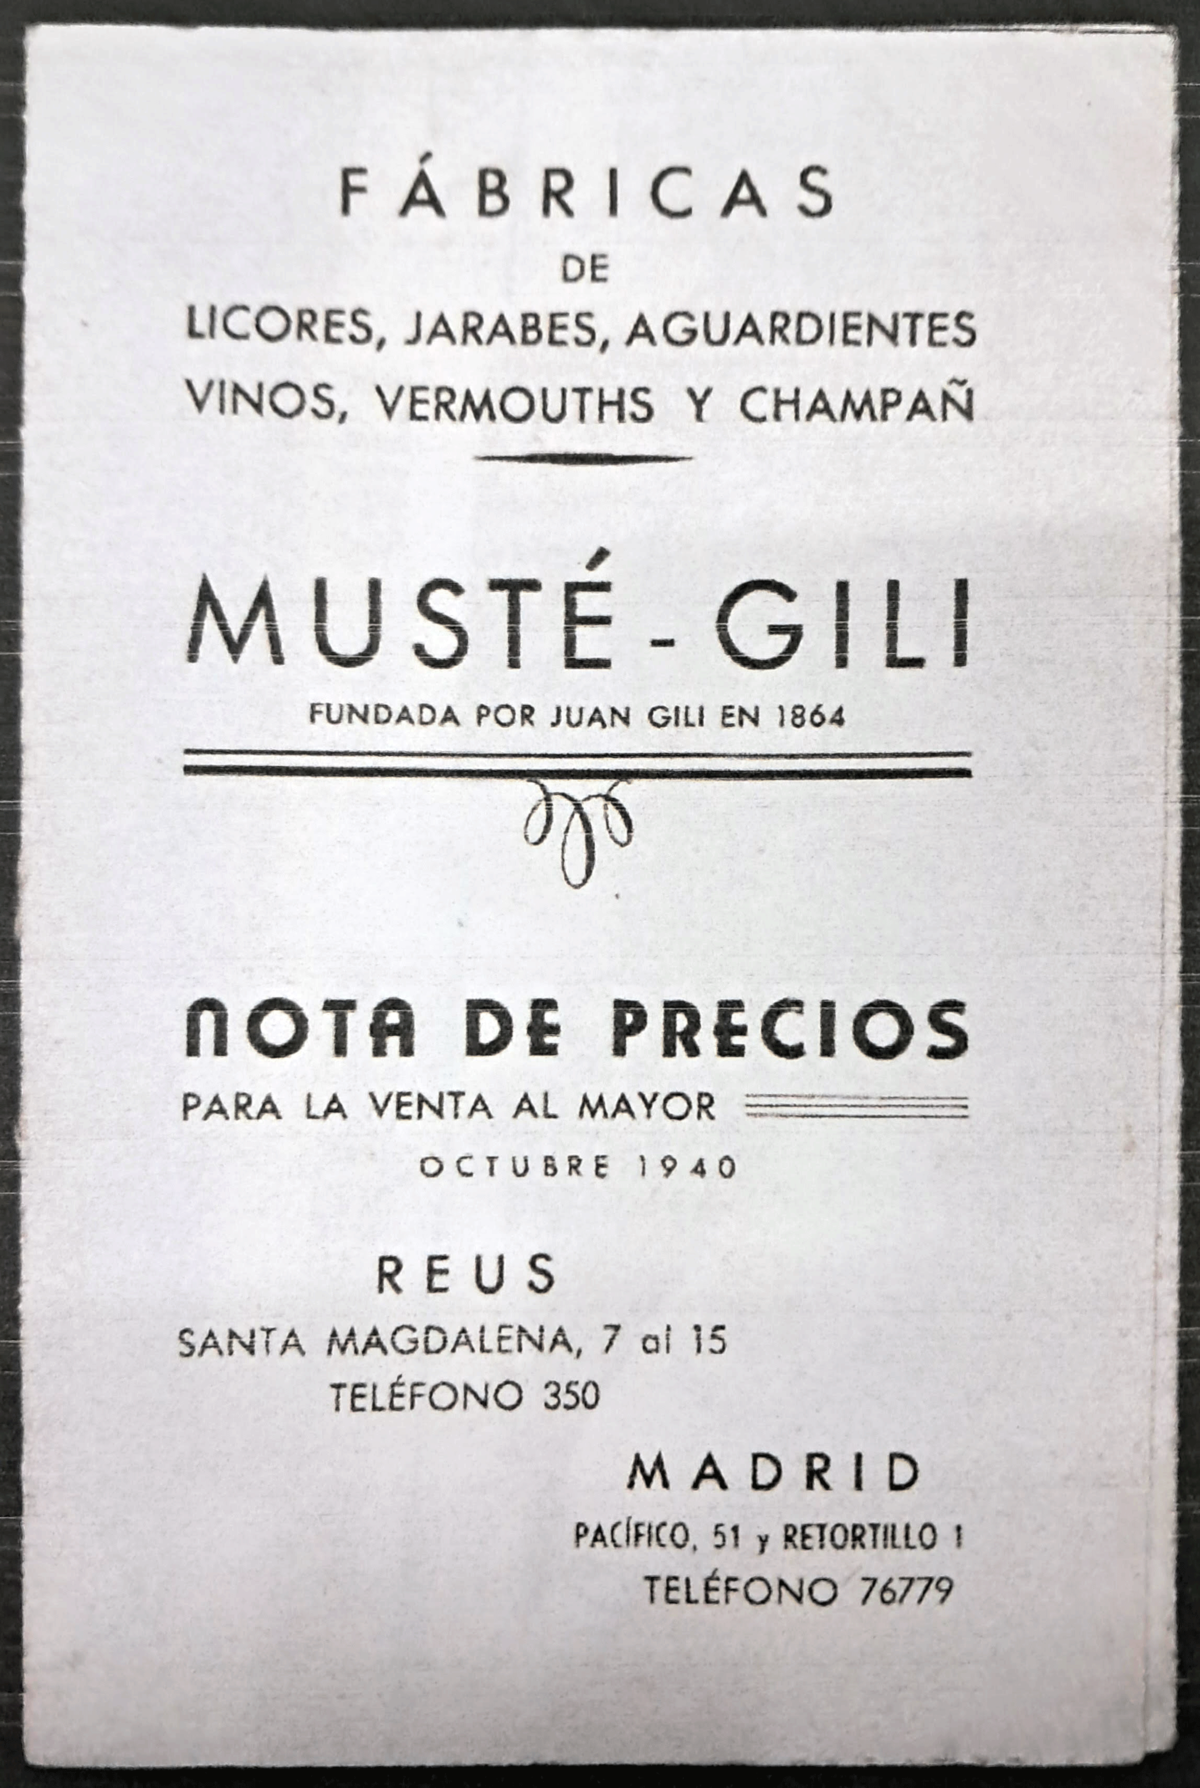 FÁBRICAS
DE
LICORES, JARABES, AGUARDIENTES
VINOS, VERMOUTHS Y CHAMPAÑ
MUSTÉ - GILI
FUNDADA POR JUAN GILI EN 1864
NOTA DE PRECIOS
PARA LA VENTA AL MAYOR
OCTUBRE 1940
REUS
SANTA MAGDALENA, 7 al 15
TELÉFONO 350
MADRID
PACÍFICO, 51 y RETORTILLO 1
TELÉFONO 76779